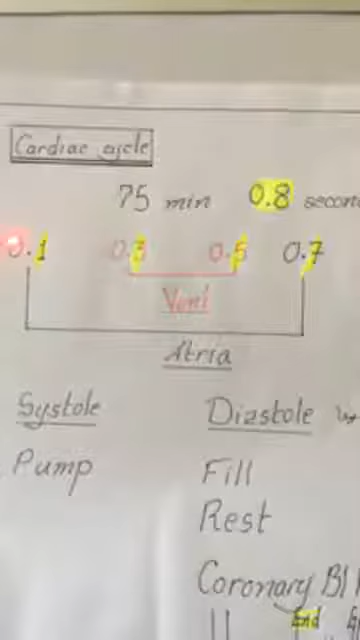 Cardiac cycle
75 min 0.8 second
0.1 0.3 0.5 0.7
Vent
Atria
Systole Diastole
Pump Fill
Rest
Coronary Bl
End